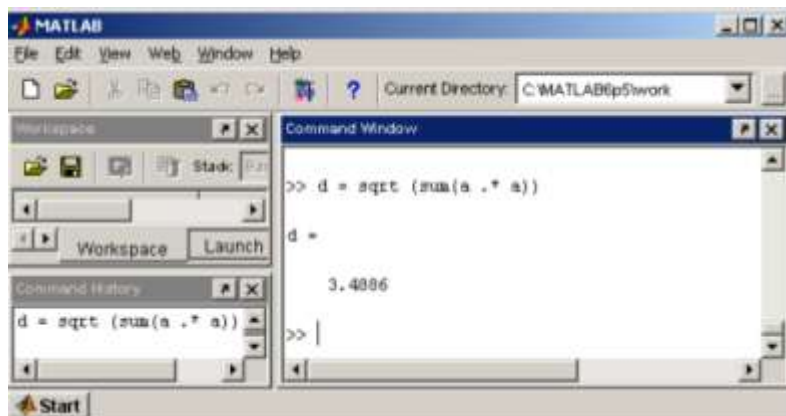 MATLAB
File Edit View Web Window Help
Current Directory: C:\MATLAB6p5\work
Workspace
Stack:
Workspace Launch
Command History
d = sqrt (sum(a .* a))
Command Window
>> d = sqrt (sum(a .* a))
d =
3.4886
>>
Start